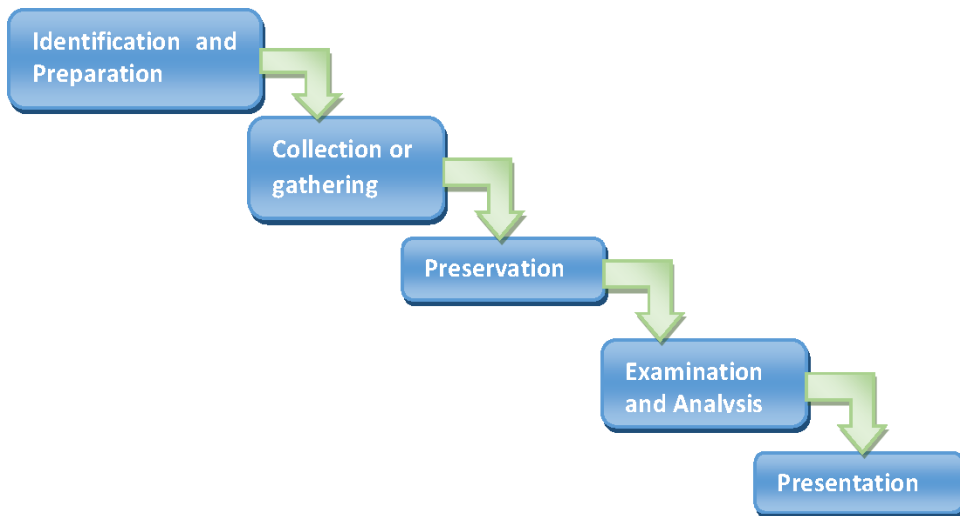 Identification and
Preparation
Collection or
gathering
Preservation
Examination
and Analysis
Presentation